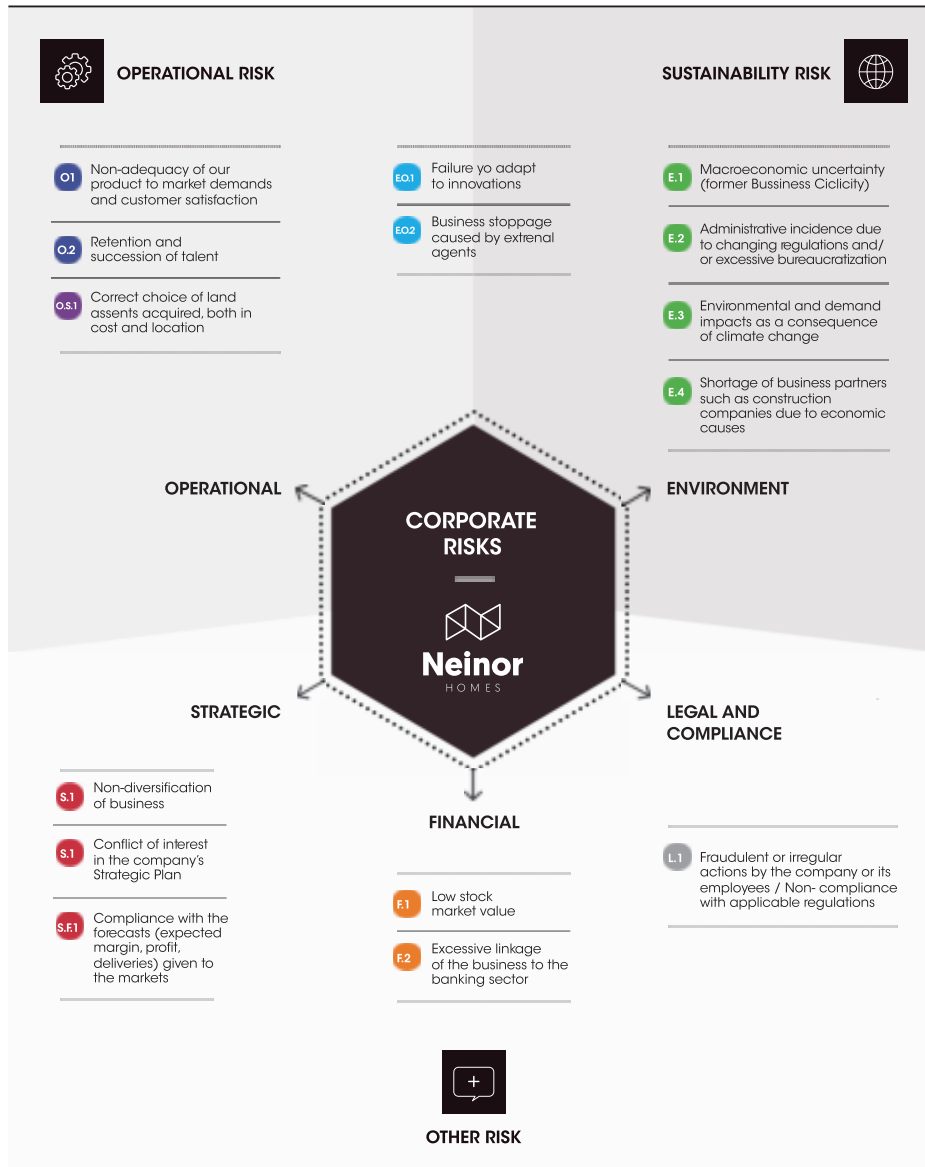 OPERATIONAL RISK
SUSTAINABILITY RISK
O1
Non-adequacy of our
product to market demands
and customer satisfaction
O.2
Retention and
succession of talent
O.S.1
Correct choice of land
assents acquired, both in
cost and location
E.O.1
Failure yo adapt
to innovations
E.O.2
Business stoppage
caused by extrenal
agents
E.1
Macroeconomic uncertainty
(former Bussiness Ciclicity)
E.2
Administrative incidence due
to changing regulations and/
or excessive bureaucratization
E.3
Environmental and demand
impacts as a consequence
of climate change
E.4
Shortage of business partners
such as construction
companies due to economic
causes
OPERATIONAL
ENVIRONMENT
CORPORATE
RISKS
Neinor
HOMES
STRATEGIC
LEGAL AND
COMPLIANCE
FINANCIAL
S.1
Non-diversification
of business
S.1
Conflict of interest
in the company's
Strategic Plan
S.F.1
Compliance with the
forecasts (expected
margin, profit,
deliveries) given to
the markets
F.1
Low stock
market value
F.2
Excessive linkage
of the business to the
banking sector
L.1
Fraudulent or irregular
actions by the company or its
employees / Non- compliance
with applicable regulations
OTHER RISK